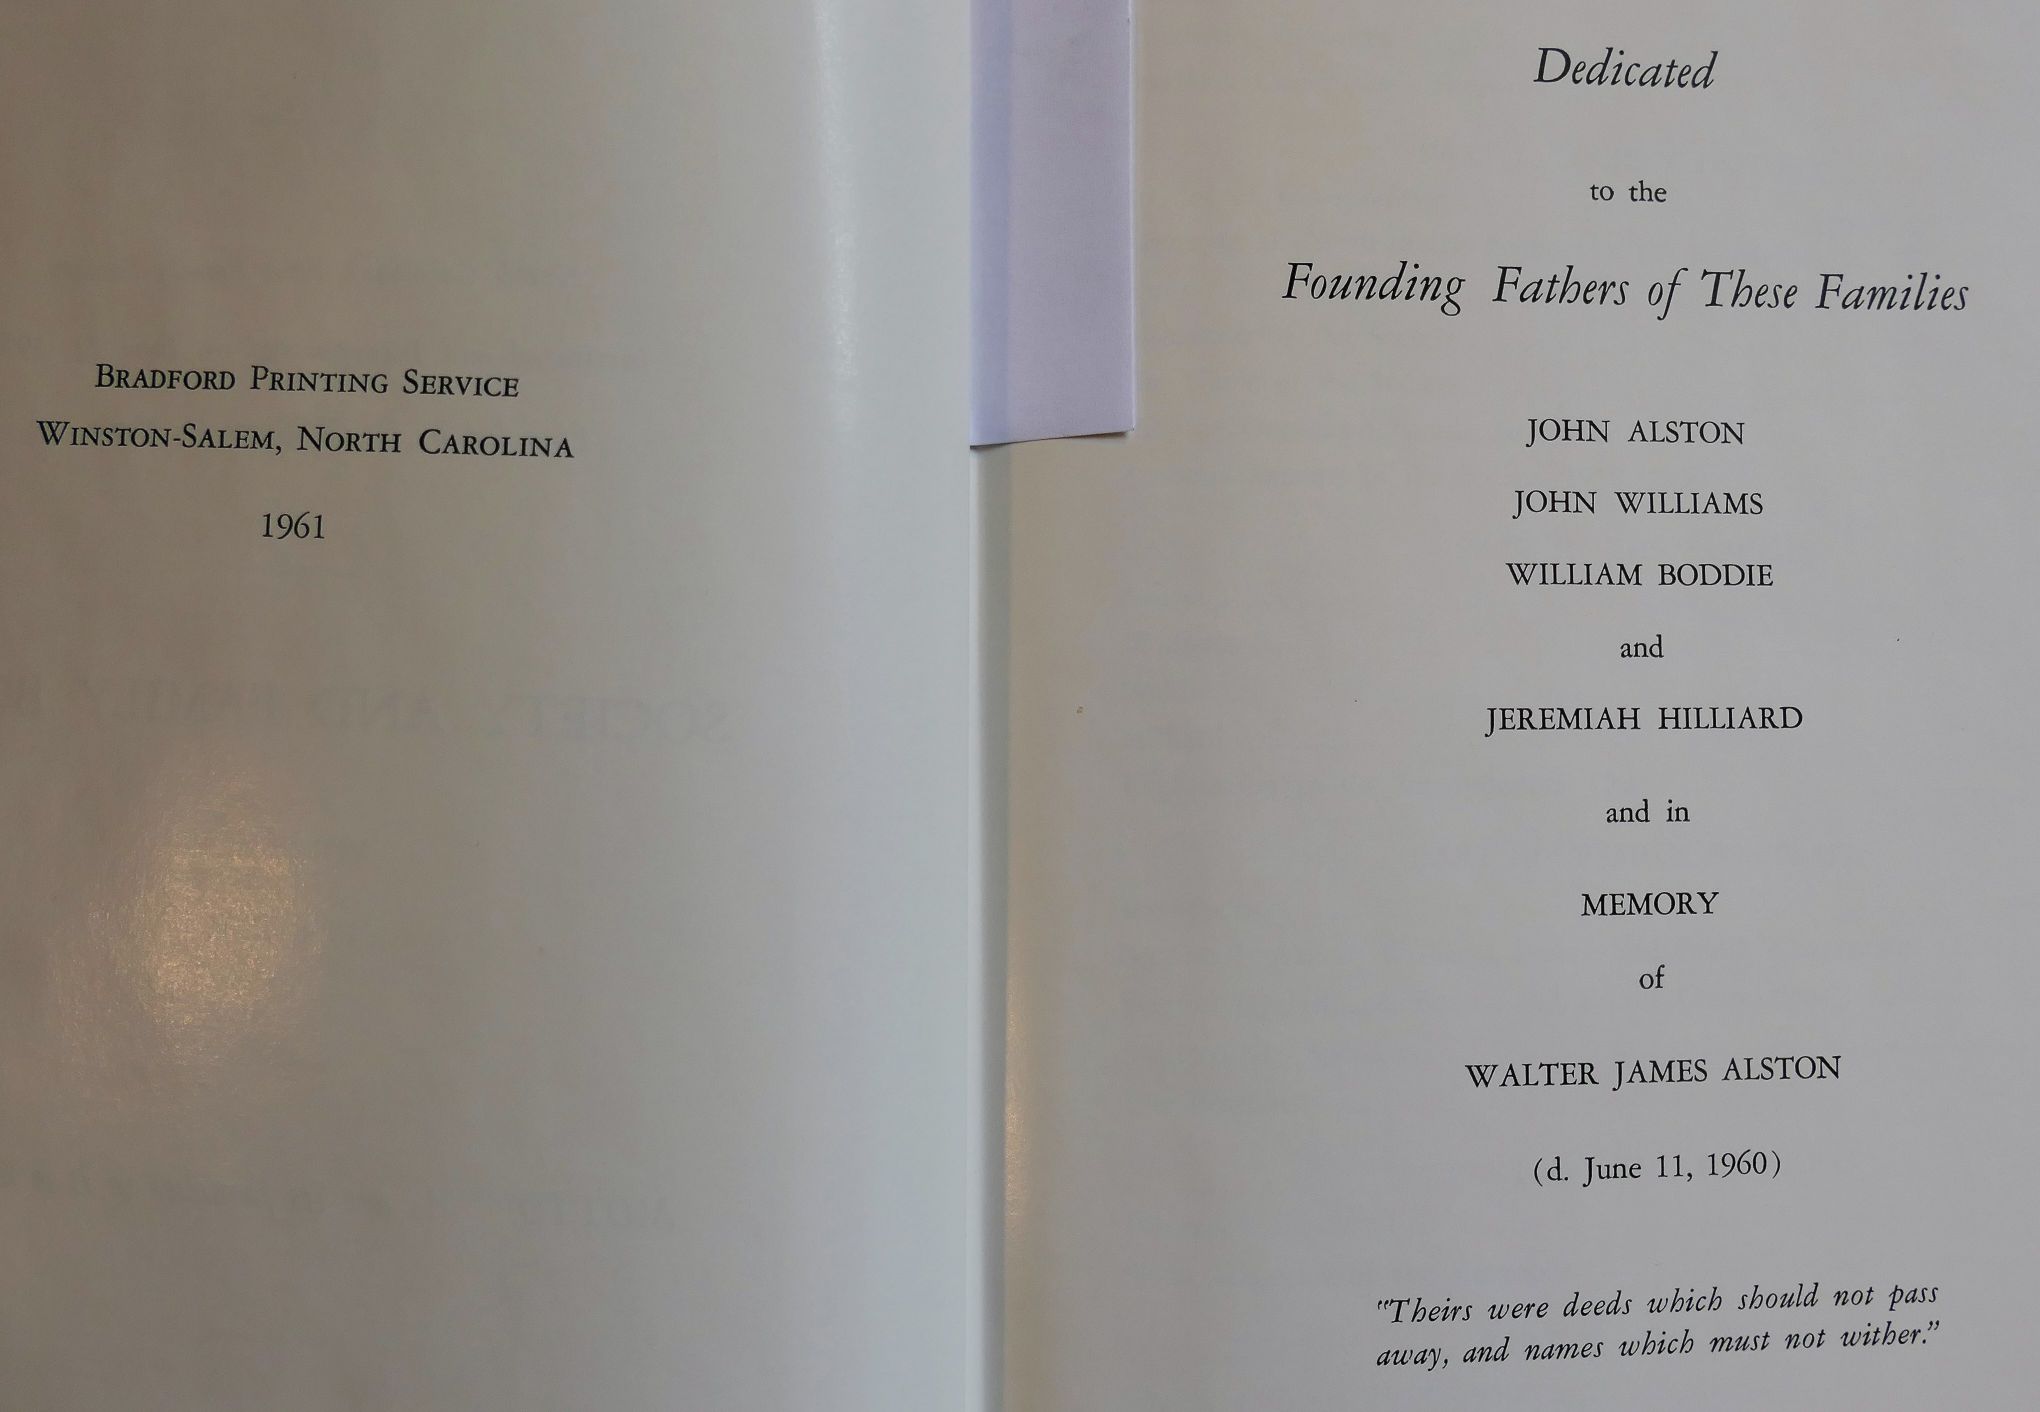 Bradford Printing Service
Winston-Salem, North Carolina
1961
Dedicated
to the
Founding Fathers of These Families
JOHN ALSTON
JOHN WILLIAMS
WILLIAM BODDIE
and
JEREMIAH HILLIARD
and in
MEMORY
of
WALTER JAMES ALSTON
(d. June 11, 1960)
"Theirs were deeds which should not pass
away, and names which must not wither."